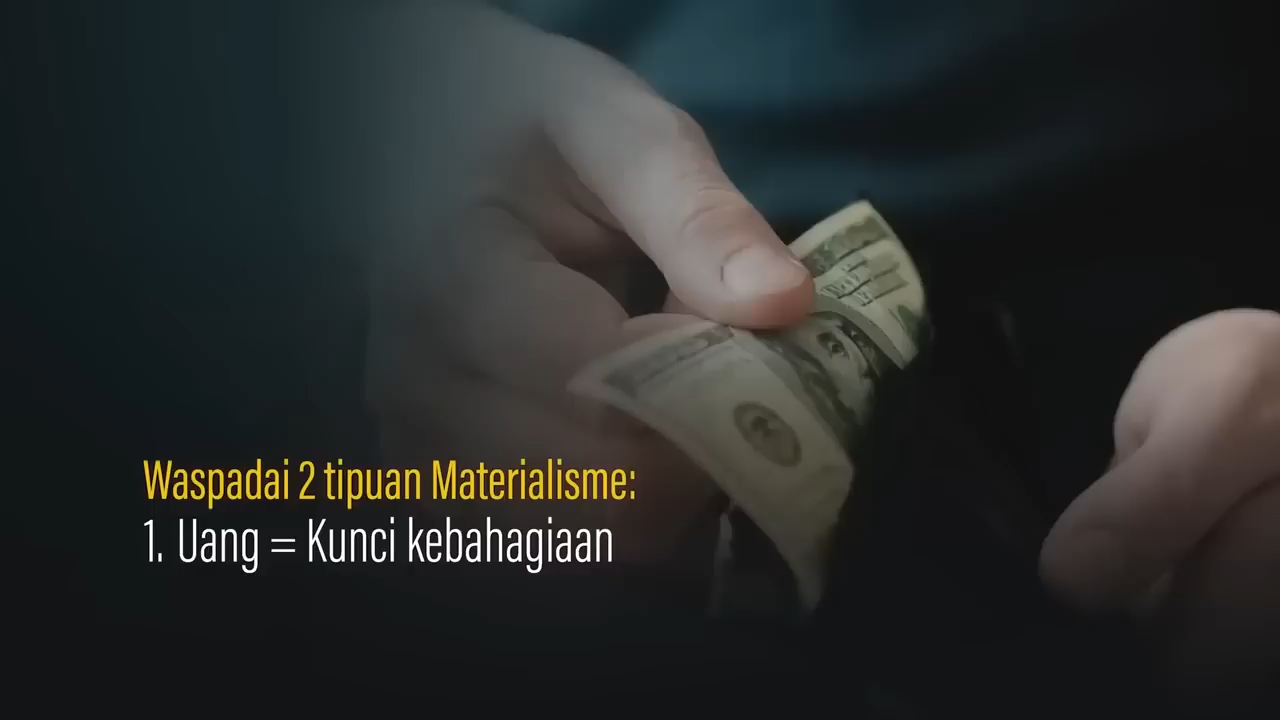 Waspadai 2 tipuan Materialisme:
1. Uang = Kunci kebahagiaan